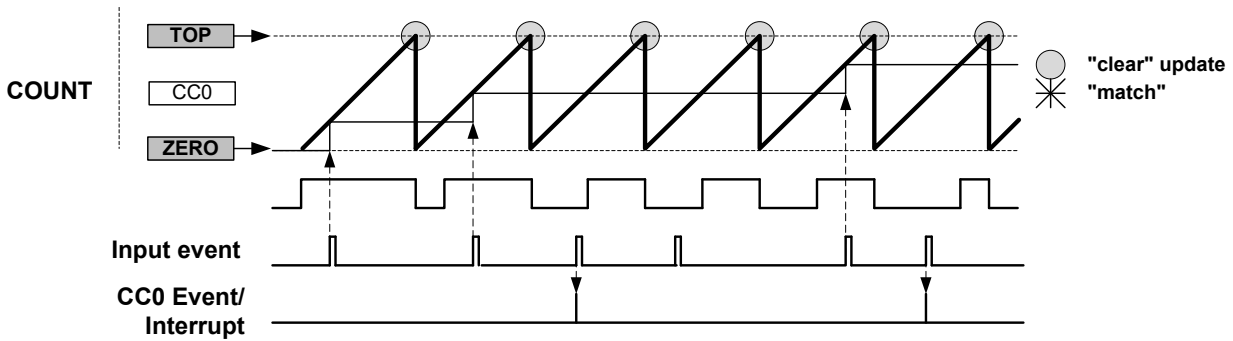 TOP
COUNT
CC0
ZERO
"clear" update
"match"
Input event
CC0 Event/
Interrupt